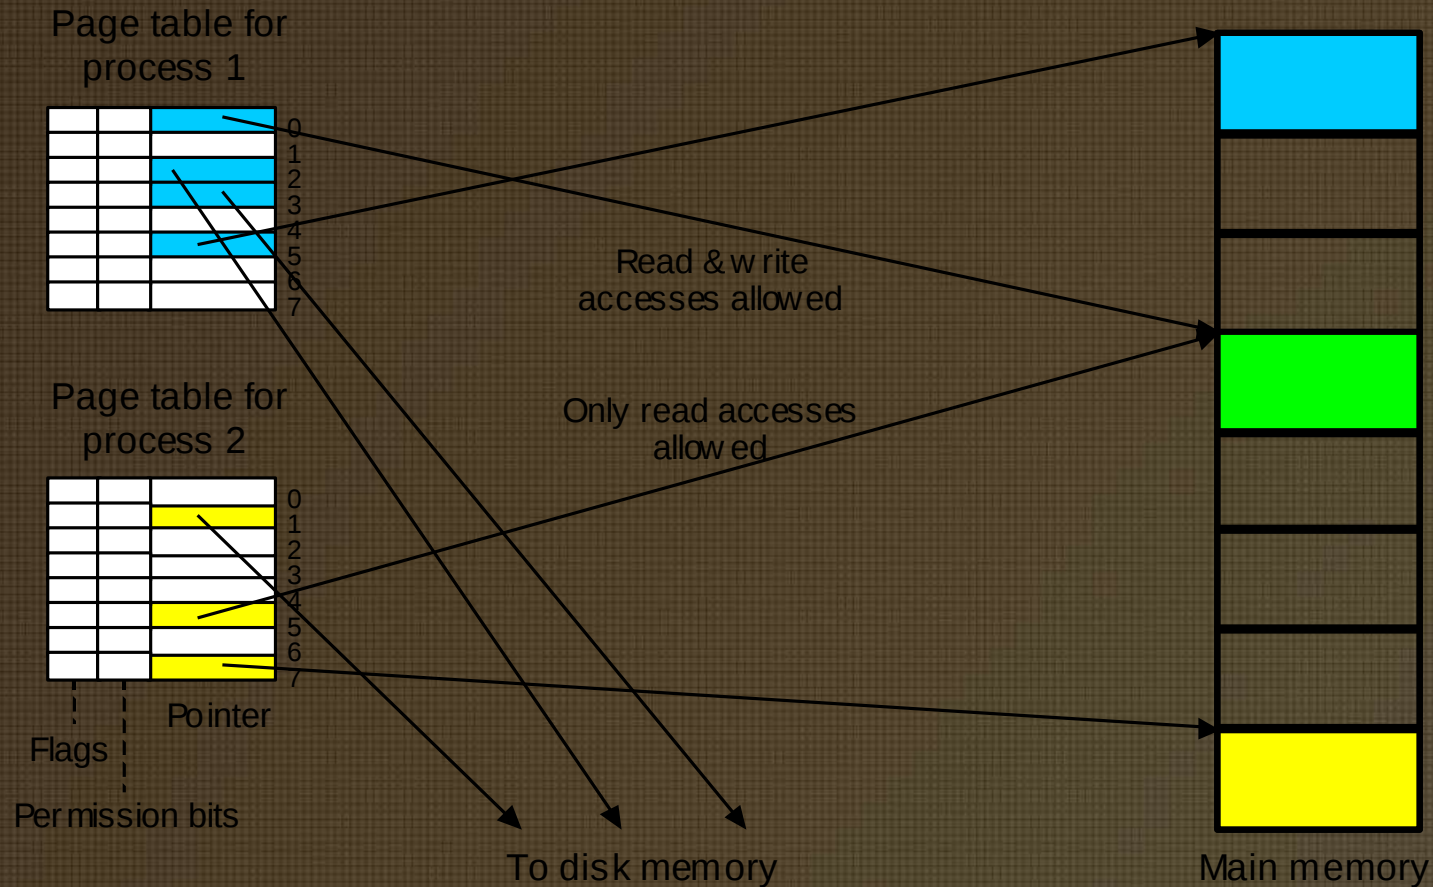 Page table for
process 1
0
1
2
3
4
5
6
7
Read & write
accesses allowed
Page table for
process 2
Only read accesses
allowed
0
1
2
3
4
5
6
7
Pointer
Flags
Permission bits
To disk memory
Main memory